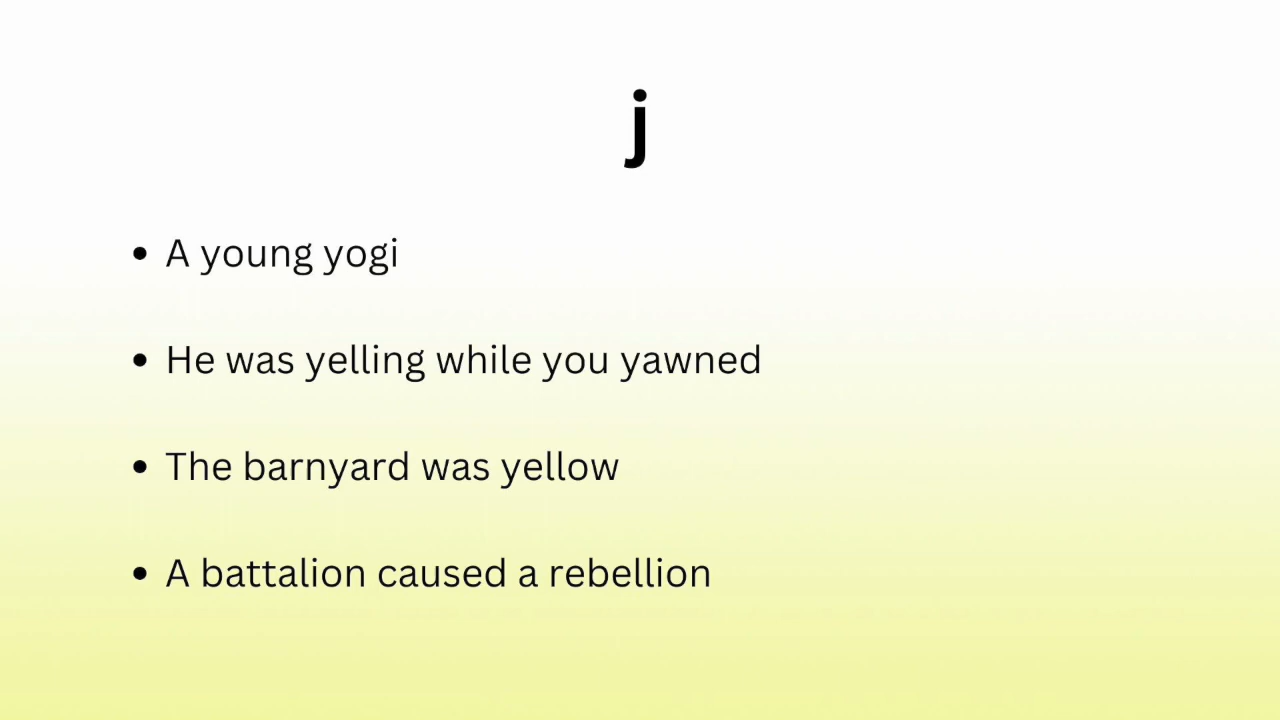 j
• A young yogi
• He was yelling while you yawned
• The barnyard was yellow
• A battalion caused a rebellion